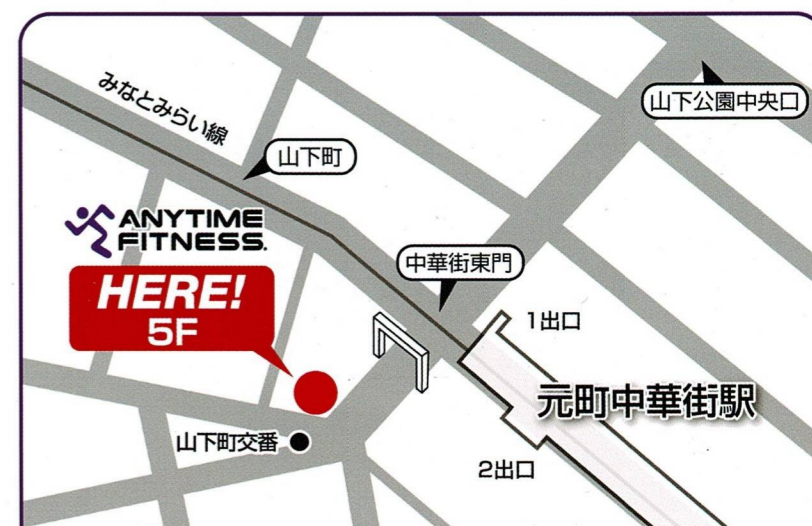 みなとみらい線
山下公園中央口
山下町
ANYTIME
FITNESS.
中華街東門
HERE!
5F
1出口
元町中華街駅
山下町交番
2出口